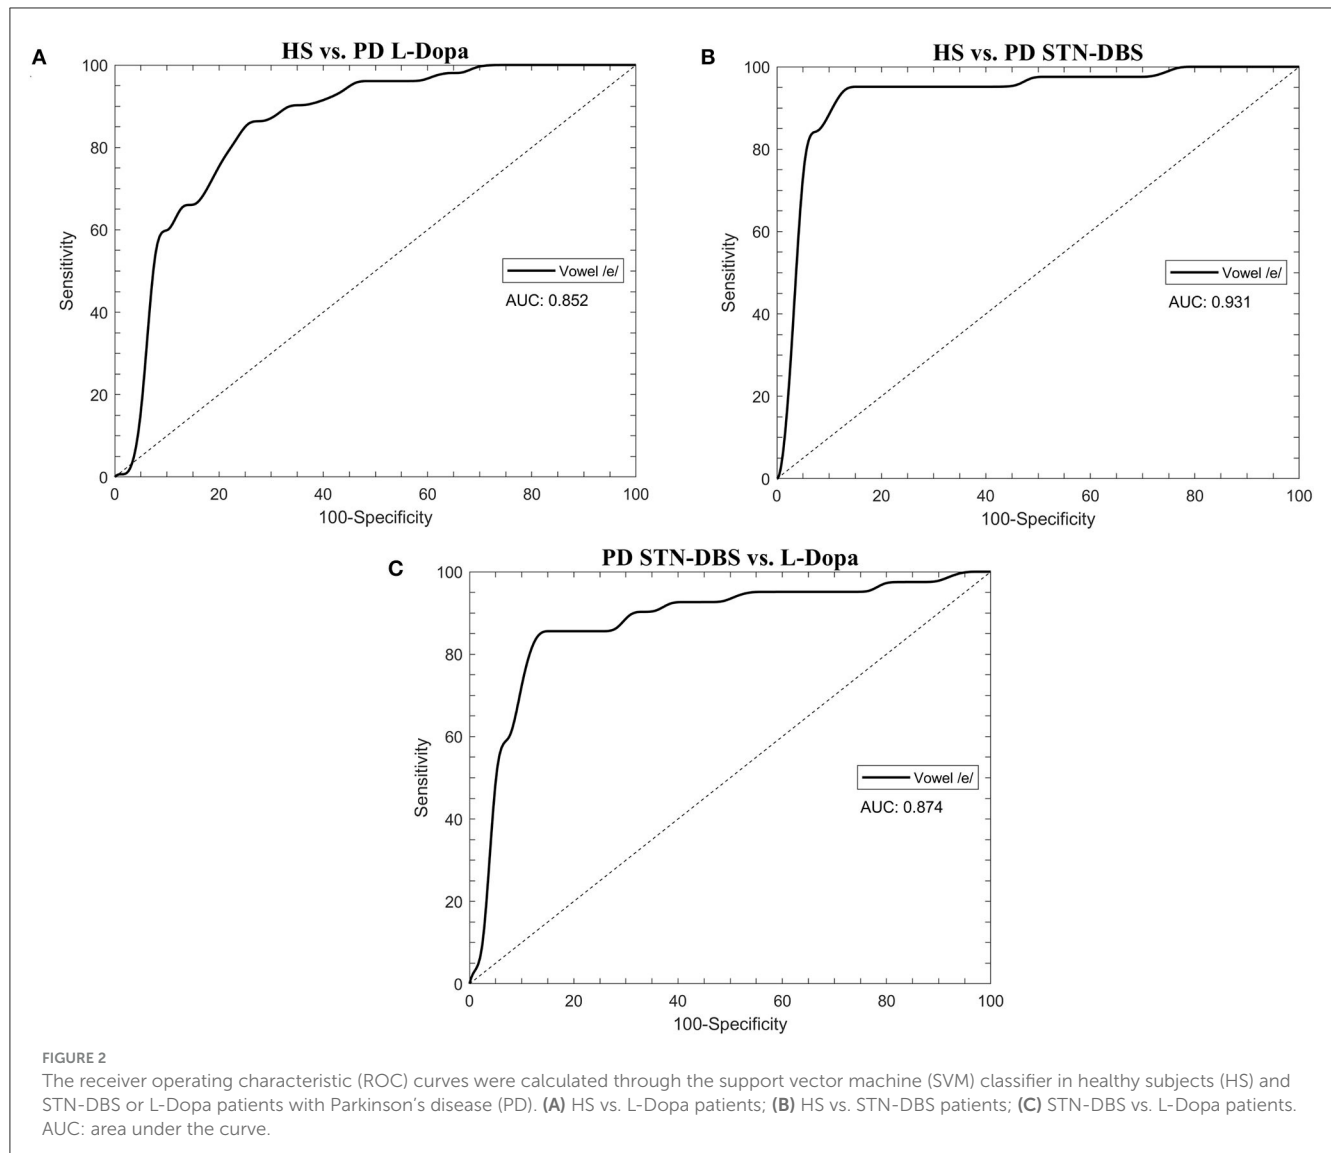 A
HS vs. PD L-Dopa
100
80
60
40
20
0
Sensitivity
Vowel /e/
AUC: 0.852
0 20 40 60 80 100
100-Specificity
B
HS vs. PD STN-DBS
100
80
60
40
20
0
Sensitivity
Vowel /e/
AUC: 0.931
0 20 40 60 80 100
100-Specificity
C
PD STN-DBS vs. L-Dopa
100
80
60
40
20
0
Sensitivity
Vowel /e/
AUC: 0.874
0 20 40 60 80 100
100-Specificity
FIGURE 2
The receiver operating characteristic (ROC) curves were calculated through the support vector machine (SVM) classifier in healthy subjects (HS) and
STN-DBS or L-Dopa patients with Parkinson's disease (PD). (A) HS vs. L-Dopa patients; (B) HS vs. STN-DBS patients; (C) STN-DBS vs. L-Dopa patients.
AUC: area under the curve.